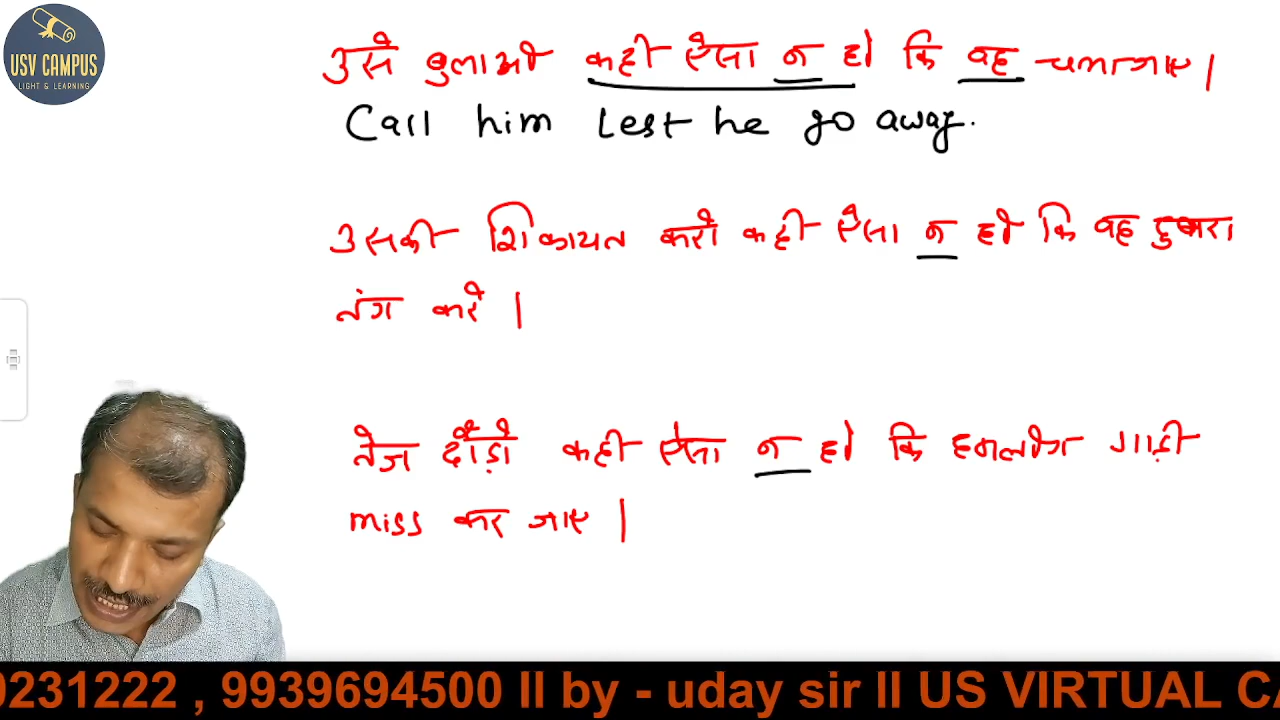 USV CAMPUS
LIGHT & LEARNING
उसे बुलाओ कही ऐसा न हो कि वह चलाजाए |
Call him Lest he go away.
उसकी शिकायत करो कही ऐसा न हो कि वह दुबारा
तंग करे |
तेज दौड़ो कही ऐसा न हो कि हमलोग गाड़ी
miss कर जाए |
0231222 , 9939694500 II by - uday sir II US VIRTUAL CA